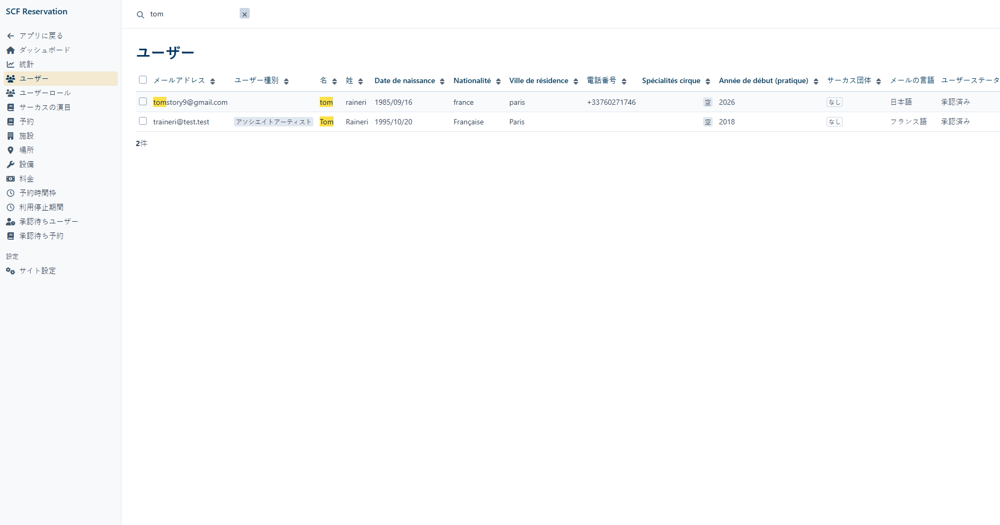 SCF Reservation
アプリに戻る
ダッシュボード
統計
ユーザー
ユーザーロール
サーカスの演目
予約
施設
場所
設備
料金
予約時間枠
利用停止期間
承認待ちユーザー
承認待ち予約
設定
サイト設定
tom
ユーザー
メールアドレス ユーザー種別 名 姓 Date de naissance Nationalité Ville de résidence 電話番号 Spécialités cirque Année de début (pratique) サーカス団体 メールの言語 ユーザーステータ
tomstory9@gmail.com tom raineri 1985/09/16 france paris +33760271746 空 2026 なし 日本語 承認済み
traineri@test.test アソシエイトアーティスト Tom Raineri 1995/10/20 Française Paris 空 2018 なし フランス語 承認済み
2件